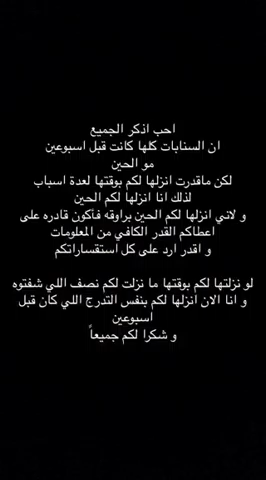 احب اذكر الجميع
ان السنابات كلها كانت قبل اسبوعين
مو الحين
لكن ماقدرت انزلها لكم بوقتها لعدة اسباب
لذلك انا انزلها لكم الحين
و لاني انزلها لكم الحين براوقه فأكون قادره على
اعطاكم القدر الكافي من المعلومات
و اقدر ارد على كل استقساراتكم
لو نزلتها لكم بوقتها ما نزلت لكم نصف اللي شفتوه
و انا الان انزلها لكم بنفس التدرج اللي كان قبل
اسبوعين
و شكرا لكم جميعاً